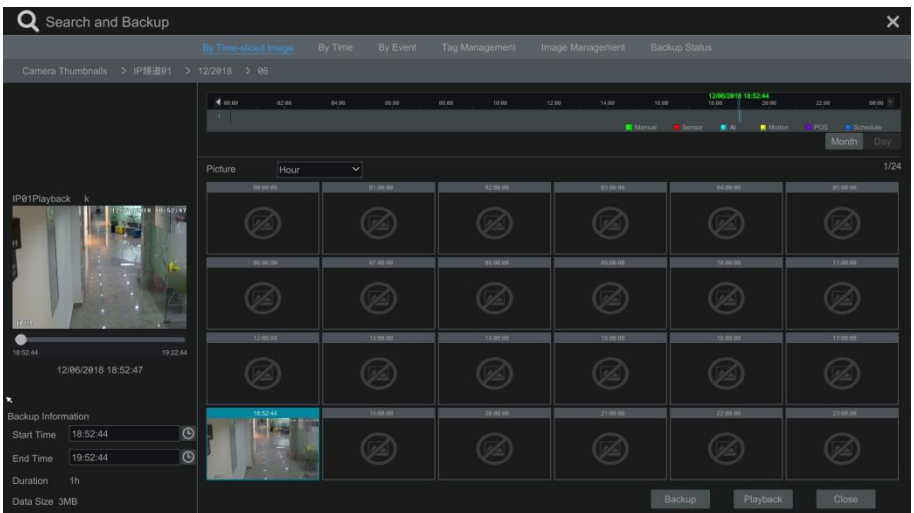 Search and Backup
By Time-sliced Image By Time By Event Tag Management Image Management Backup Status
Camera Thumbnails > IP頻道01 > 12/2018 > 06
12/06/2018 18:52:44
00:00 02:00 04:00 06:00 08:00 10:00 12:00 14:00 16:00 18:00 20:00 22:00 00:00
Manual Sensor AI Motion POS Schedule
Month Day
Picture Hour 1/24
00:00:00 01:00:00 02:00:00 03:00:00 04:00:00 05:00:00
IP01Playback k
12/06/2018 18:52:47
06:00:00 07:00:00 08:00:00 09:00:00 10:00:00 11:00:00
12:00:00 13:00:00 14:00:00 15:00:00 16:00:00 17:00:00
18:52:44 19:22:44
12/06/2018 18:52:47
18:52:44 19:00:00 20:00:00 21:00:00 22:00:00 23:00:00
Backup Information
Start Time 18:52:44
End Time 19:52:44
Duration 1h
Data Size 3MB
Backup Playback Close